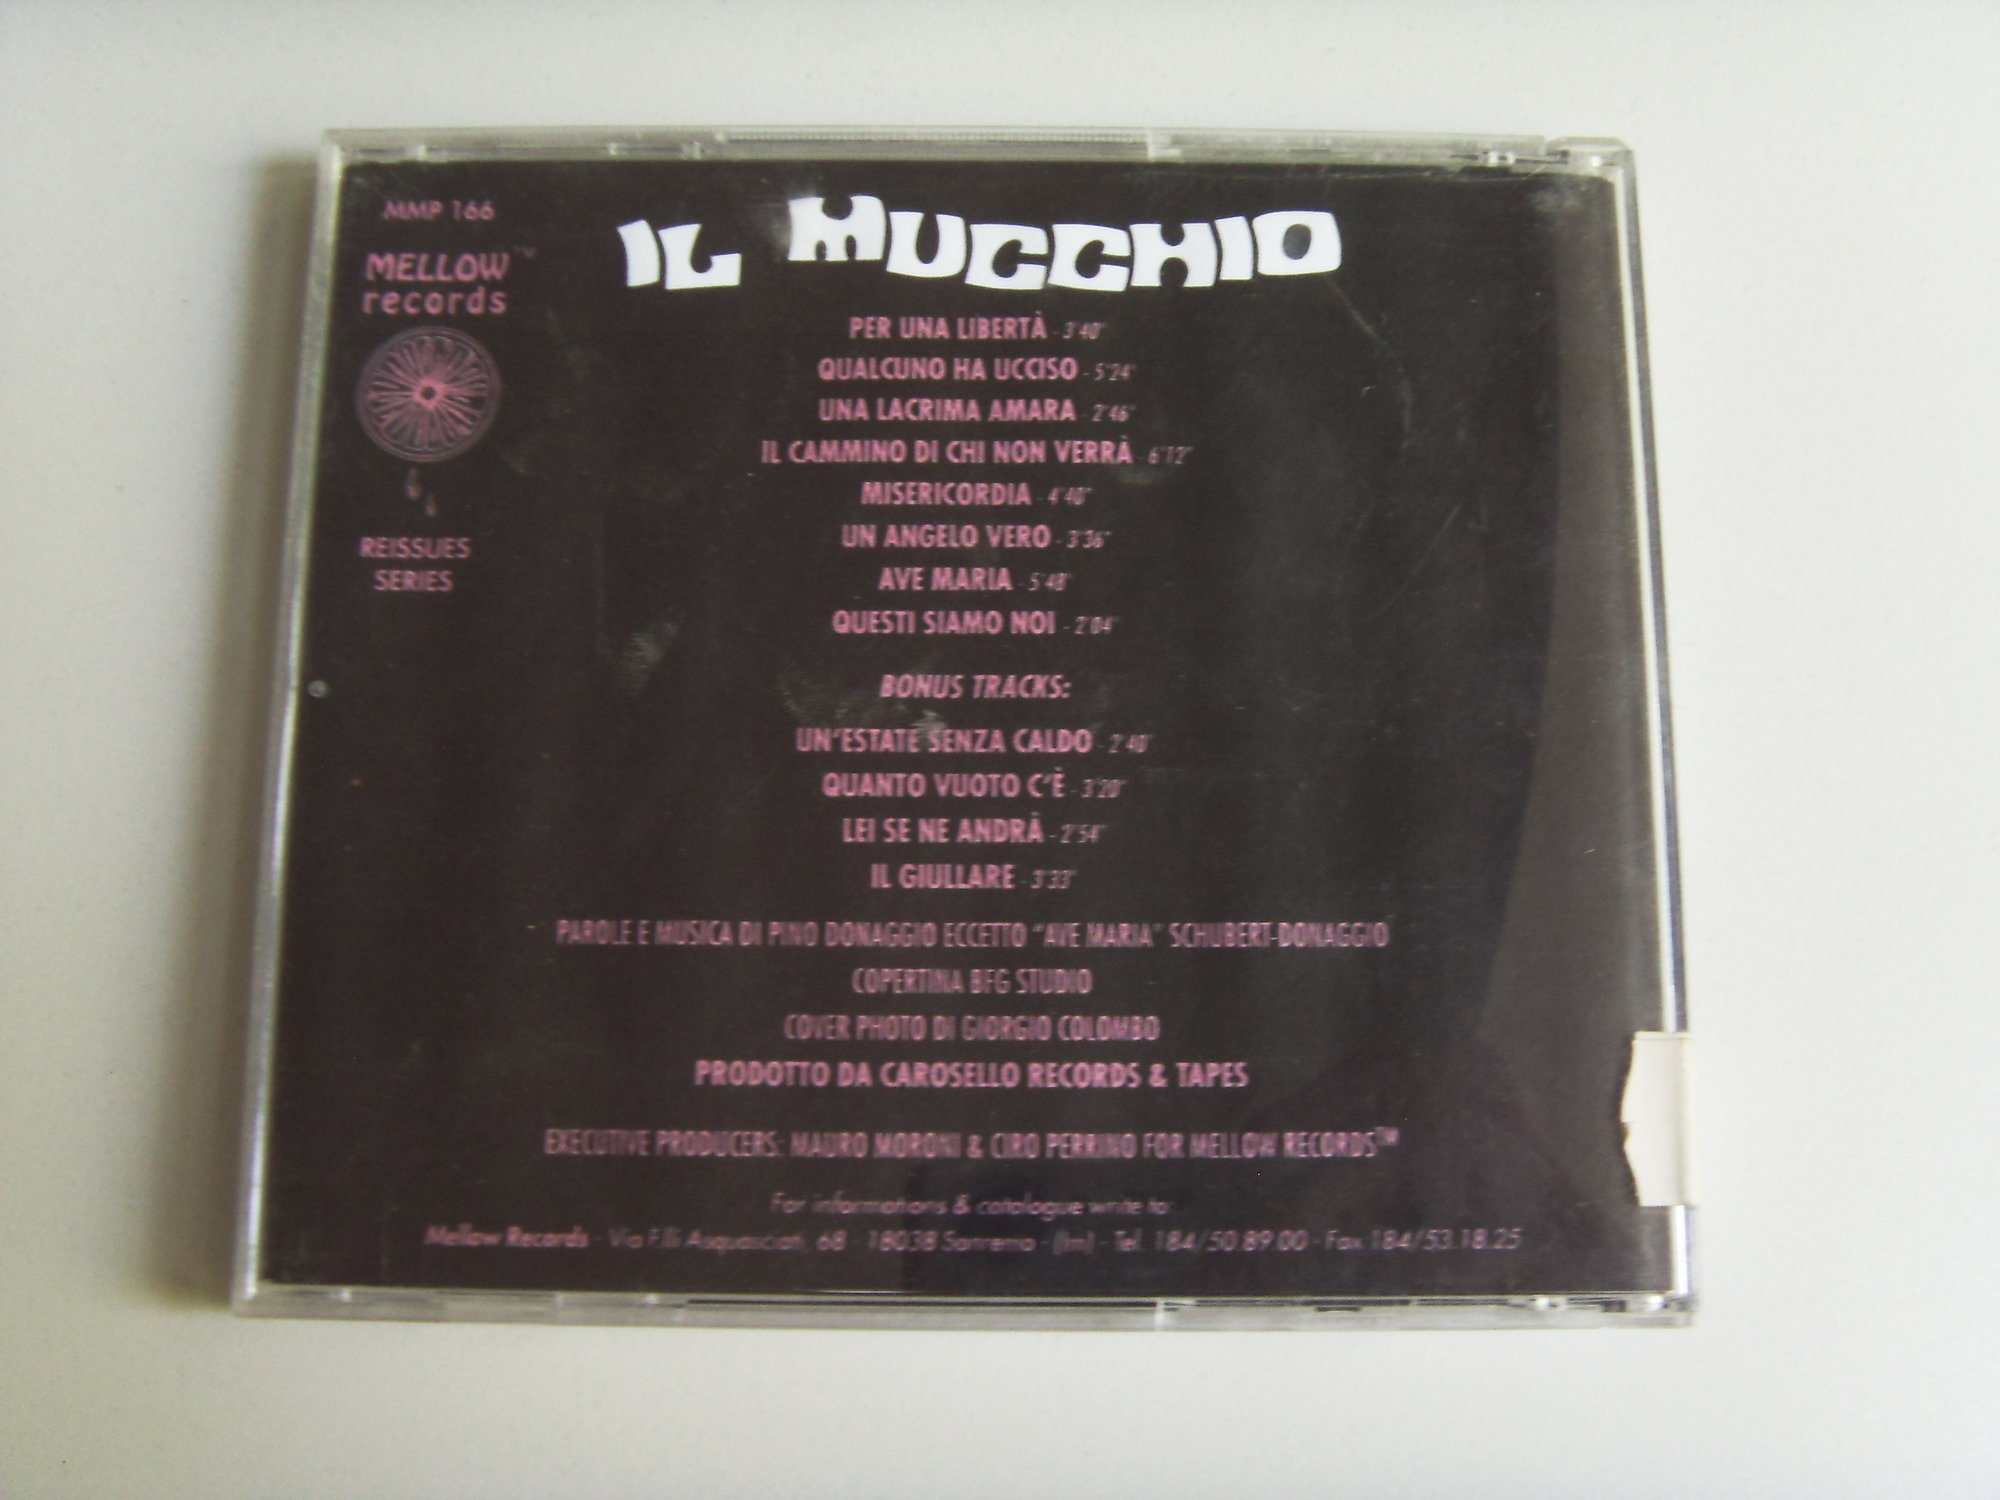 MMP 166
MELLOW™
records
REISSUES
SERIES
IL MUCCHIO
PER UNA LIBERTÀ - 3'40"
QUALCUNO HA UCCISO - 5'24"
UNA LACRIMA AMARA - 2'46"
IL CAMMINO DI CHI NON VERRÀ - 6'12"
MISERICORDIA - 4'40"
UN ANGELO VERO - 3'36"
AVE MARIA - 5'48"
QUESTI SIAMO NOI - 2'04"
BONUS TRACKS:
UN'ESTATE SENZA CALDO - 2'40"
QUANTO VUOTO C'È - 3'20"
LEI SE NE ANDRÀ - 2'54"
IL GIULLARE - 3'33"
PAROLE E MUSICA DI PINO DONAGGIO ECCETTO "AVE MARIA" SCHUBERT-DONAGGIO
COPERTINA BFG STUDIO
COVER PHOTO DI GIORGIO COLOMBO
PRODOTTO DA CAROSELLO RECORDS & TAPES
EXECUTIVE PRODUCERS: MAURO MORONI & CIRO PERRINO FOR MELLOW RECORDS™
For informations & catalogue write to:
Mellow Records - Via F.lli Asquasciati, 68 - 18038 Sanremo - (Im) - Tel. 184/50.89.00 - Fax 184/53.18.25